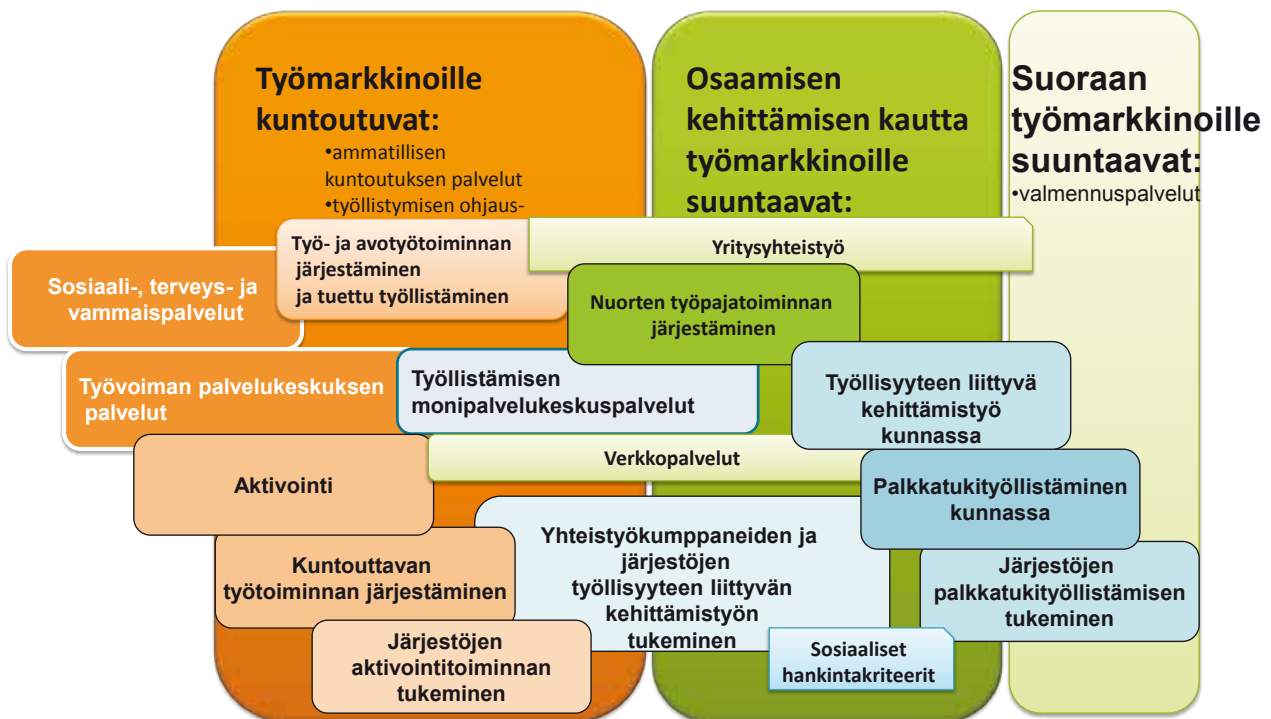 Työmarkkinoille
kuntoutuvat:
•ammatillisen
kuntoutuksen palvelut
•työllistymisen ohjaus-
Osaamisen
kehittämisen kautta
työmarkkinoille
suuntaavat:
Suoraan
työmarkkinoille
suuntaavat:
•valmennuspalvelut
Työ- ja avotyötoiminnan
järjestäminen
ja tuettu työllistäminen
Yritysyhteistyö
Sosiaali-, terveys- ja
vammaispalvelut
Nuorten työpajatoiminnan
järjestäminen
Työvoiman palvelukeskuksen
palvelut
Työllistämisen
monipalvelukeskuspalvelut
Työllisyyteen liittyvä
kehittämistyö
kunnassa
Aktivointi
Verkkopalvelut
Palkkatukityöllistäminen
kunnassa
Kuntouttavan
työtoiminnan järjestäminen
Yhteistyökumppaneiden ja
järjestöjen
työllisyyteen liittyvän
kehittämistyön
tukeminen
Järjestöjen
palkkatukityöllistämisen
tukeminen
Järjestöjen
aktivointitoiminnan
tukeminen
Sosiaaliset
hankintakriteerit